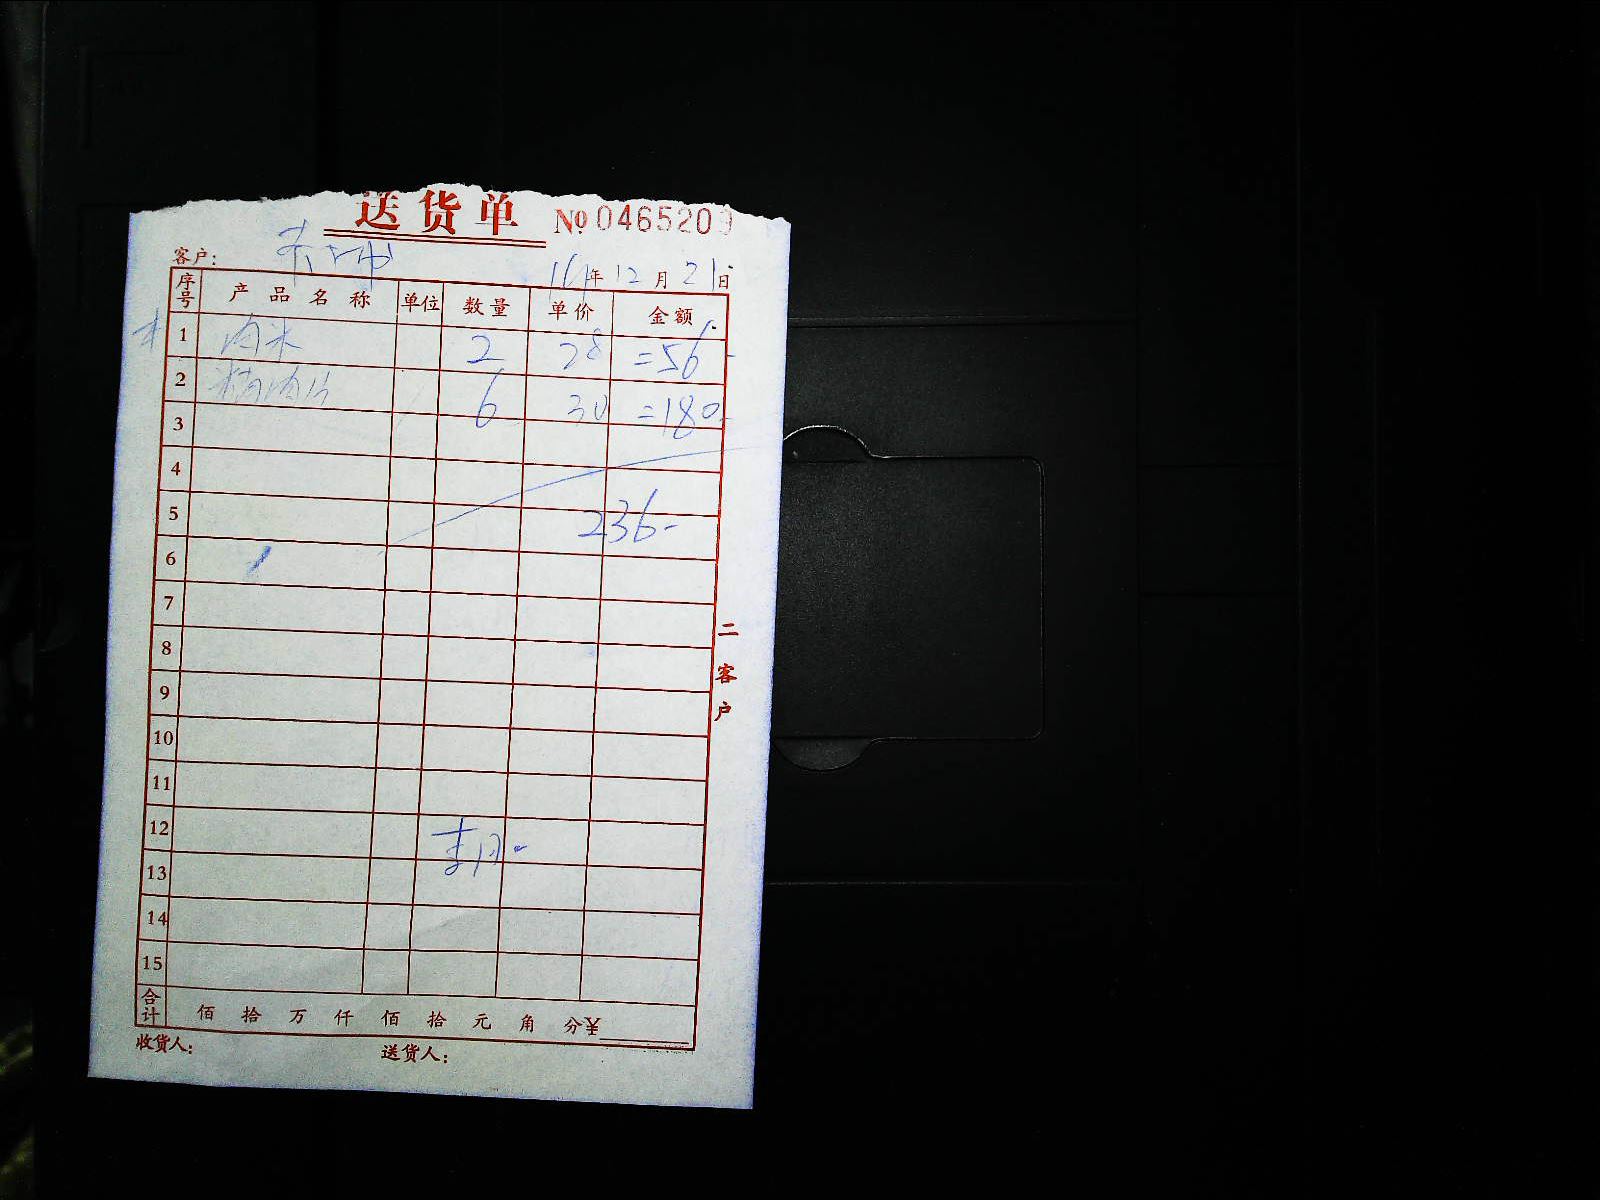 送货单 № 0465209
客户:
16年12月21日
序号 产品名称 单位 数量 单价 金额
1 肉米 2 28 =56-
2 精肉片 6 30 =180-
3
4
5 236-
6
7
8
9
10
11
12
13
14
15
合计 佰 拾 万 仟 佰 拾 元 角 分¥
收货人: 送货人:
二客户